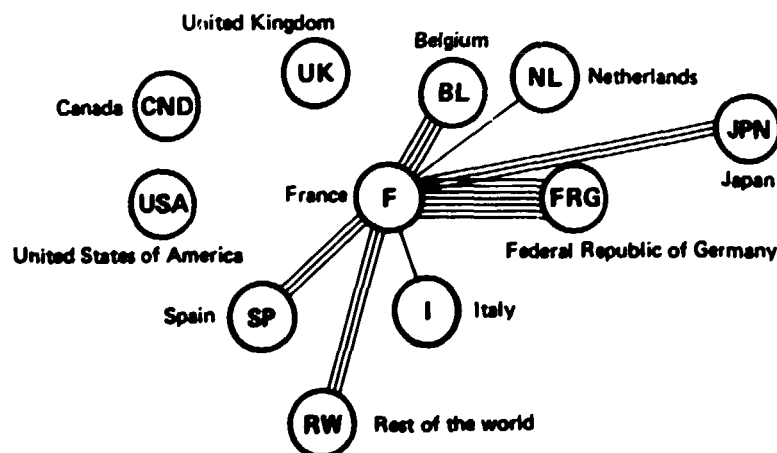 United Kingdom
UK
Belgium
BL
NL
Netherlands
Canada
CND
JPN
Japan
USA
United States of America
France
F
FRG
Federal Republic of Germany
Spain
SP
I
Italy
RW
Rest of the world